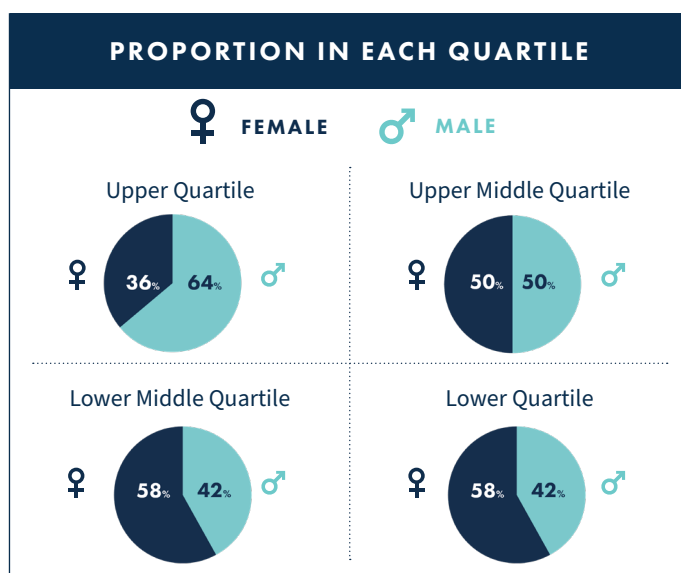 PROPORTION IN EACH QUARTILE
FEMALE MALE
Upper Quartile
36% 64%
Upper Middle Quartile
50% 50%
Lower Middle Quartile
58% 42%
Lower Quartile
58% 42%